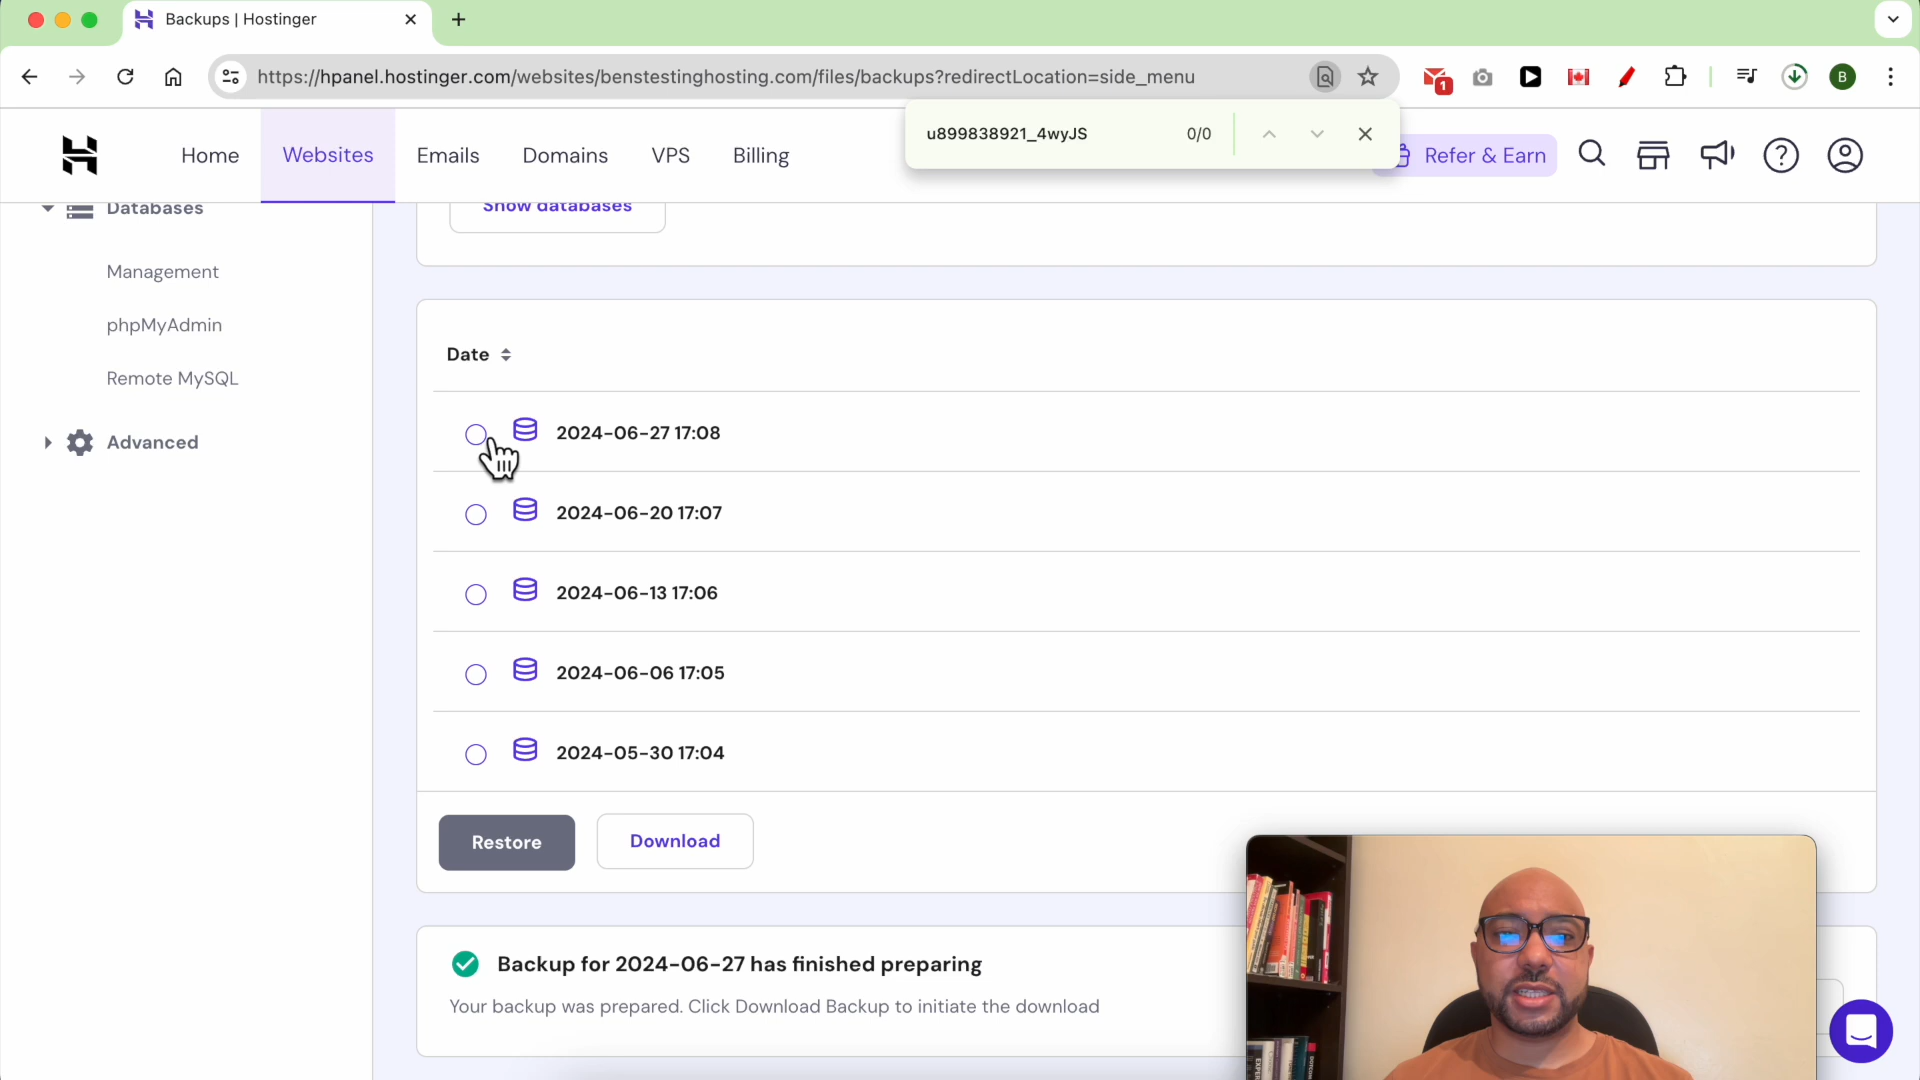 Backups | Hostinger
https://hpanel.hostinger.com/websites/benstestinghosting.com/files/backups?redirectLocation=side_menu
1
B
u899838921_4wyJS 0/0
Home Websites Emails Domains VPS Billing Refer & Earn
Databases
Show databases
Management
phpMyAdmin
Remote MySQL
Advanced
Date
2024-06-27 17:08
2024-06-20 17:07
2024-06-13 17:06
2024-06-06 17:05
2024-05-30 17:04
Restore Download
Backup for 2024-06-27 has finished preparing
Your backup was prepared. Click Download Backup to initiate the download